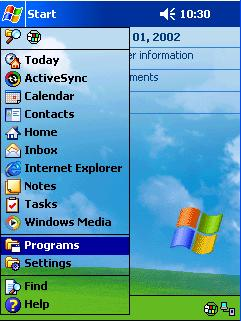 Start 10:30
01, 2002
er information
ments
Today
ActiveSync
Calendar
Contacts
Home
Inbox
Internet Explorer
Notes
Tasks
Windows Media
Programs
Settings
Find
Help